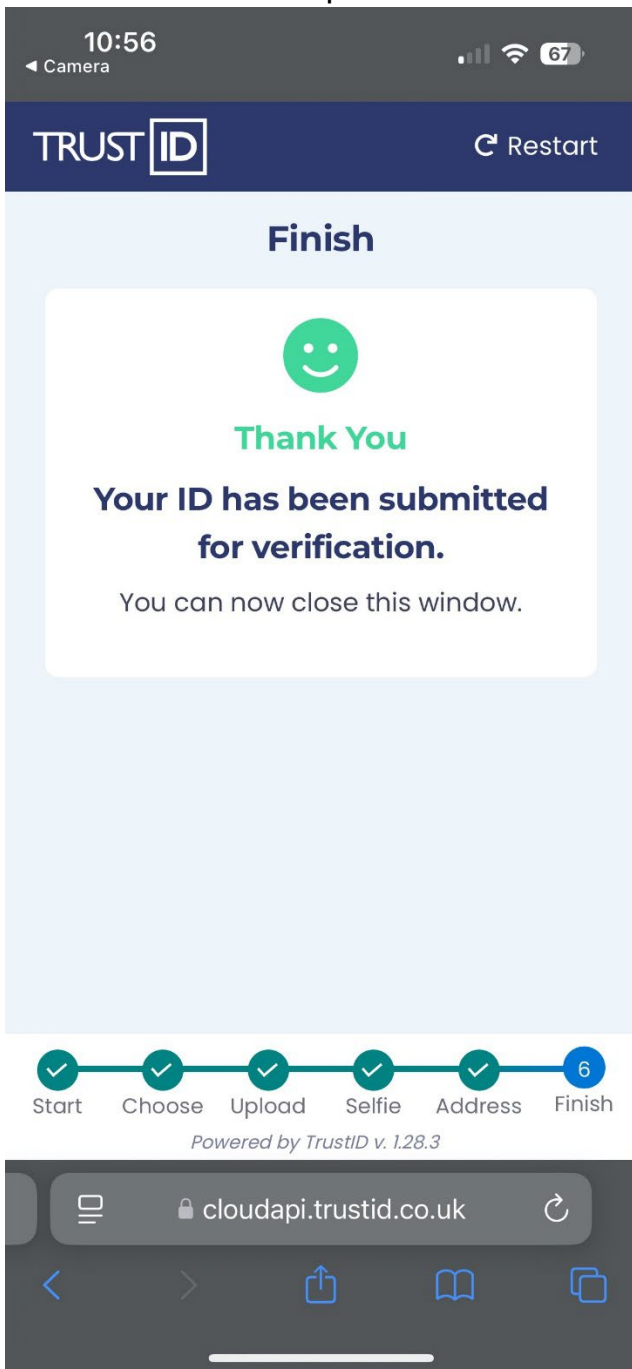 10:56
◀ Camera
67
TRUST ID
Restart
Finish
Thank You
Your ID has been submitted
for verification.
You can now close this window.
Start Choose Upload Selfie Address 6 Finish
Powered by TrustID v. 1.28.3
cloudapi.trustid.co.uk